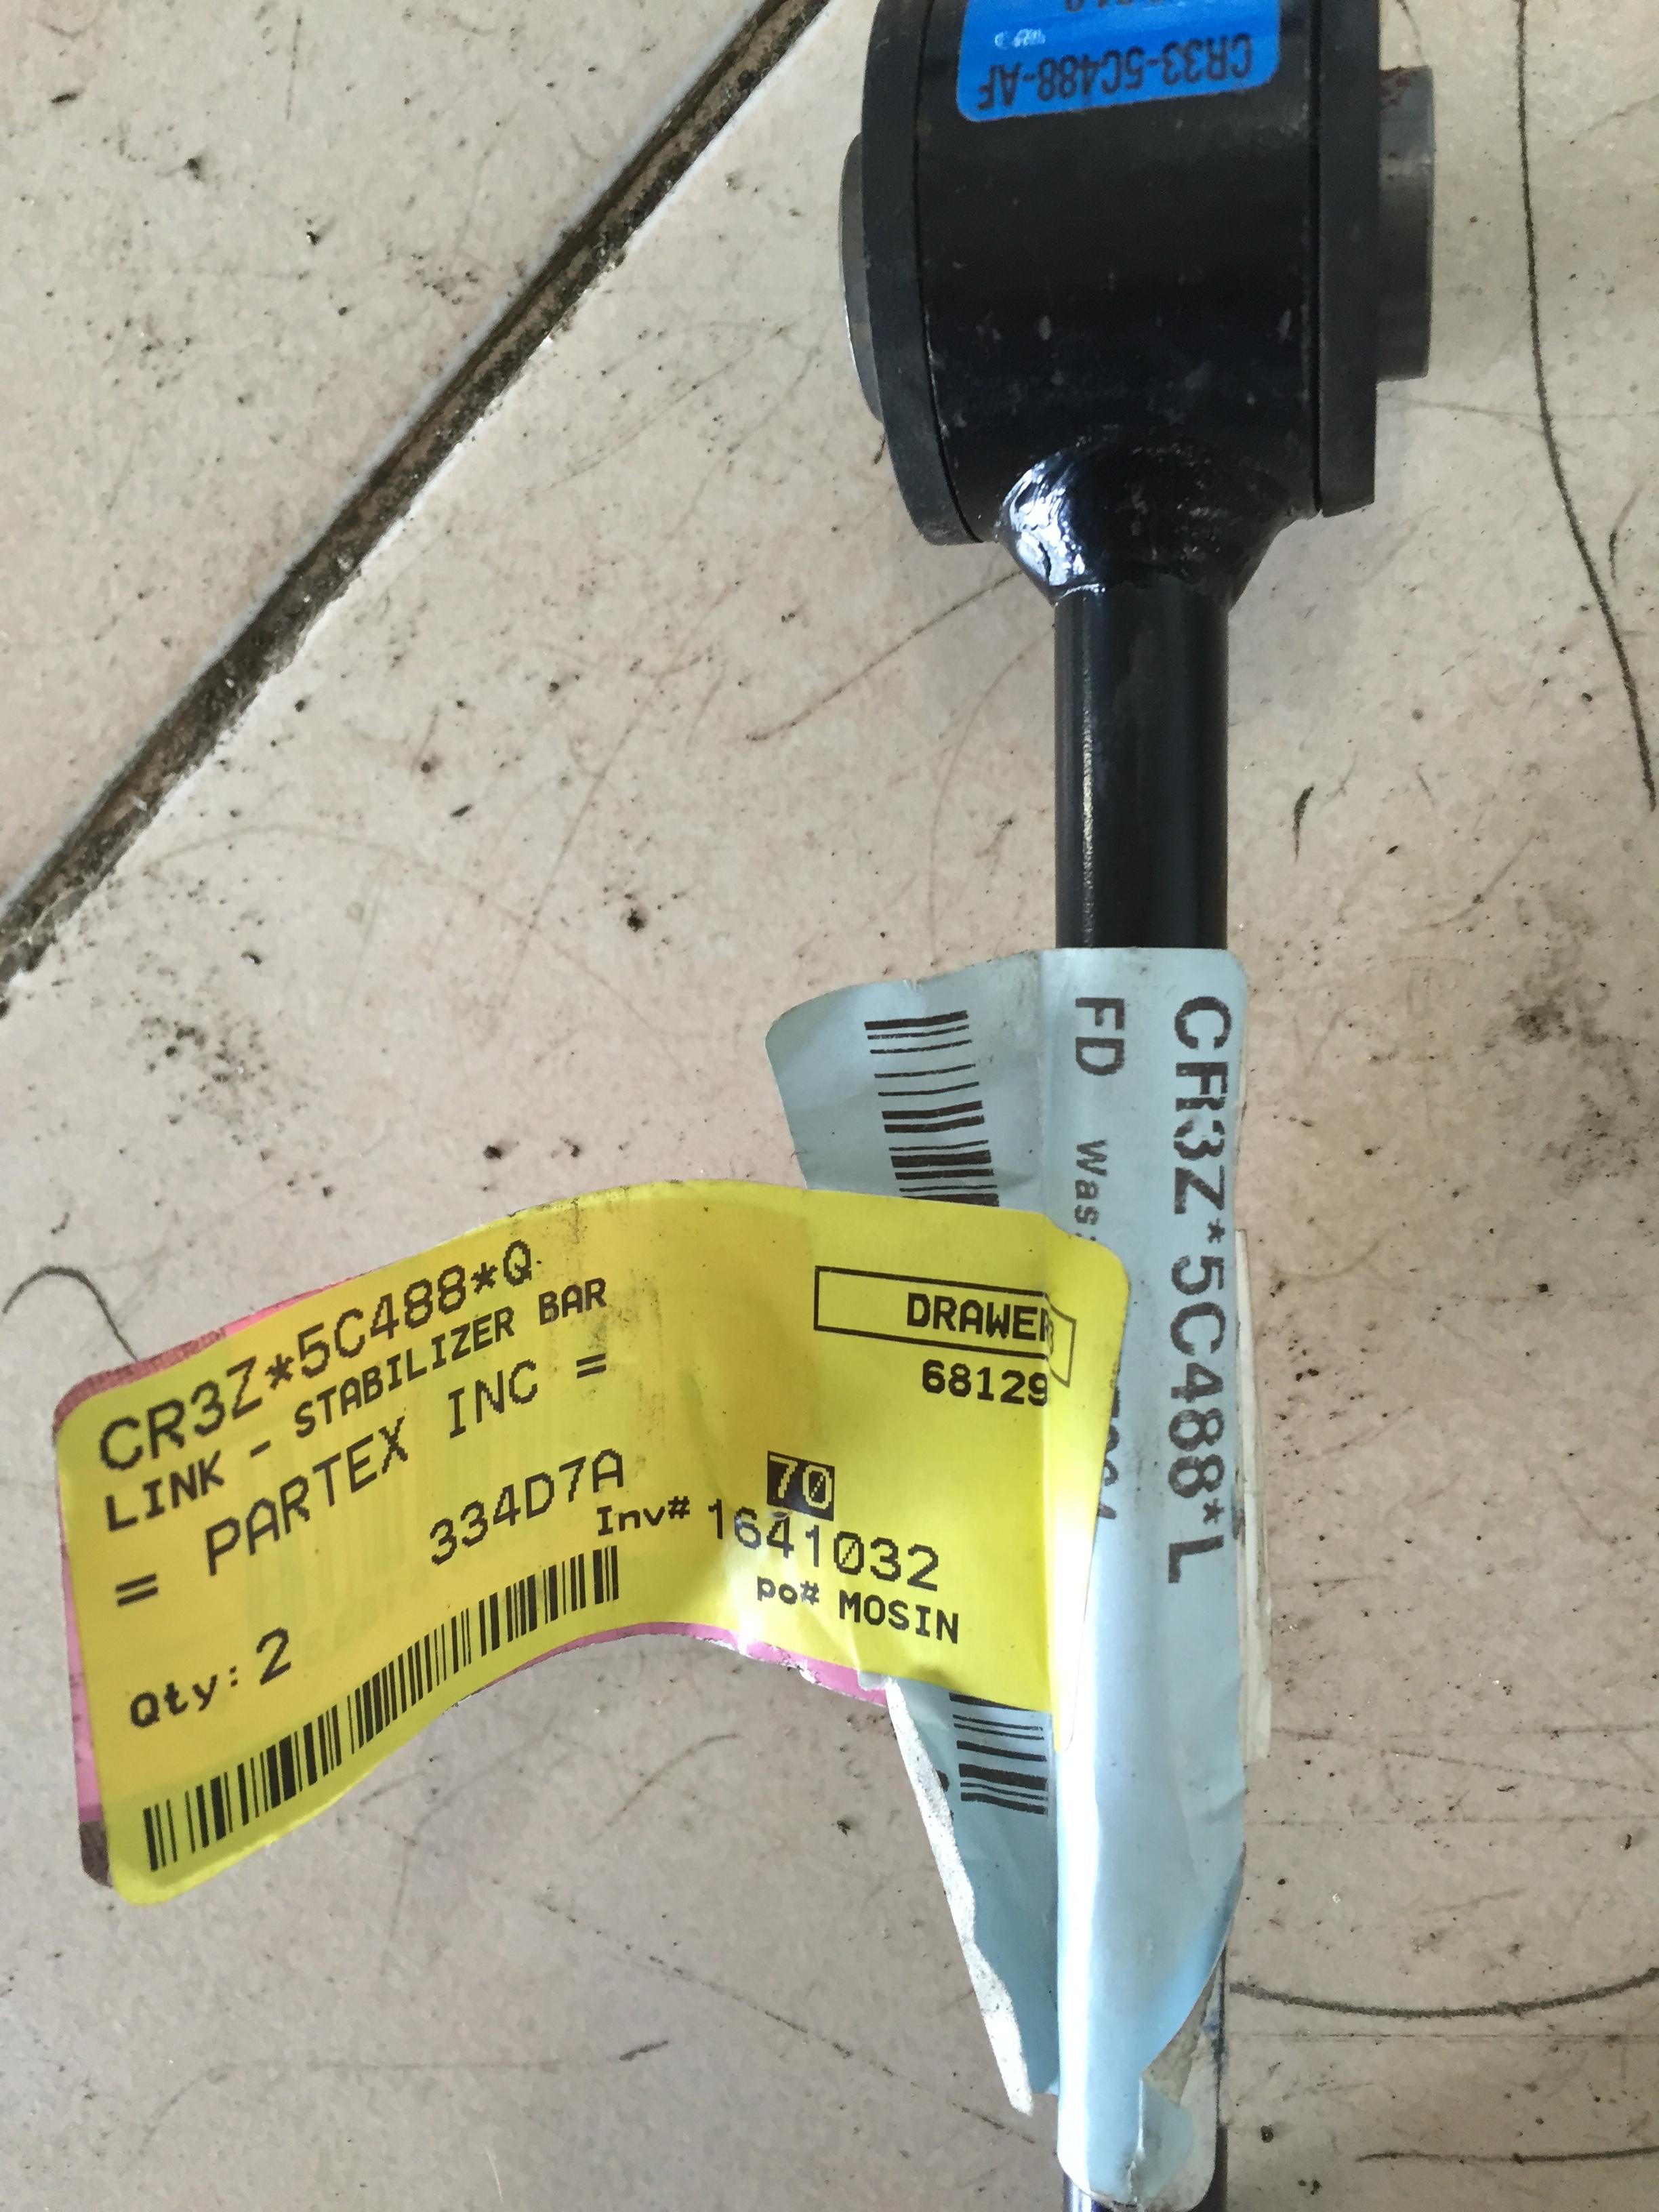 CR33-5C488-AF
CR3Z*5C488*L
FD Was:
CR3Z*5C488*Q
LINK - STABILIZER BAR
= PARTEX INC =
334D7A
Qty: 2
DRAWER
68129
70
Inv# 1641032
po# MOSIN